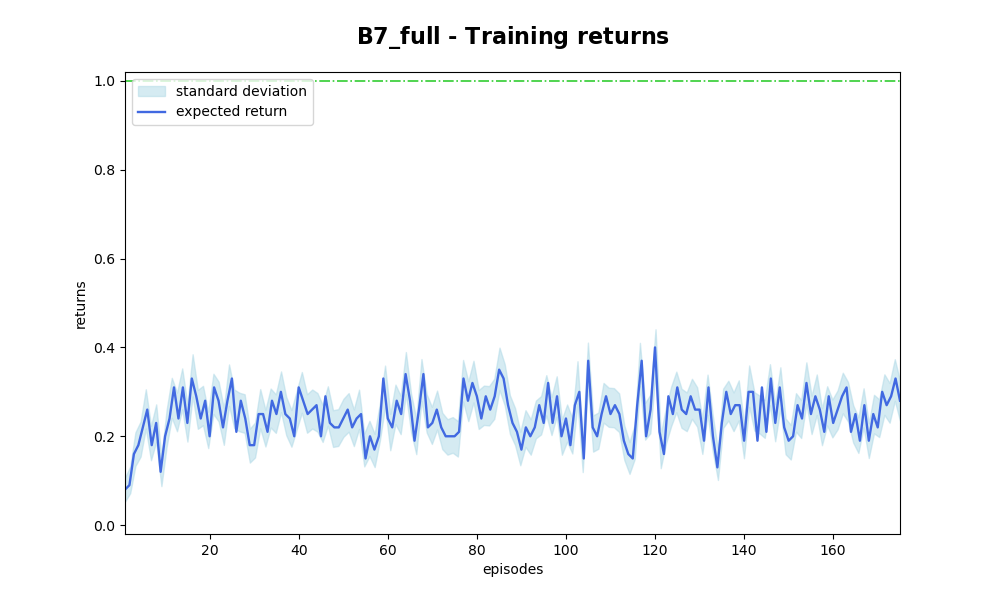 B7_full - Training returns
1.0
standard deviation
expected return
0.8
0.6
0.4
0.2
0.0
returns
20 40 60 80 100 120 140 160
episodes